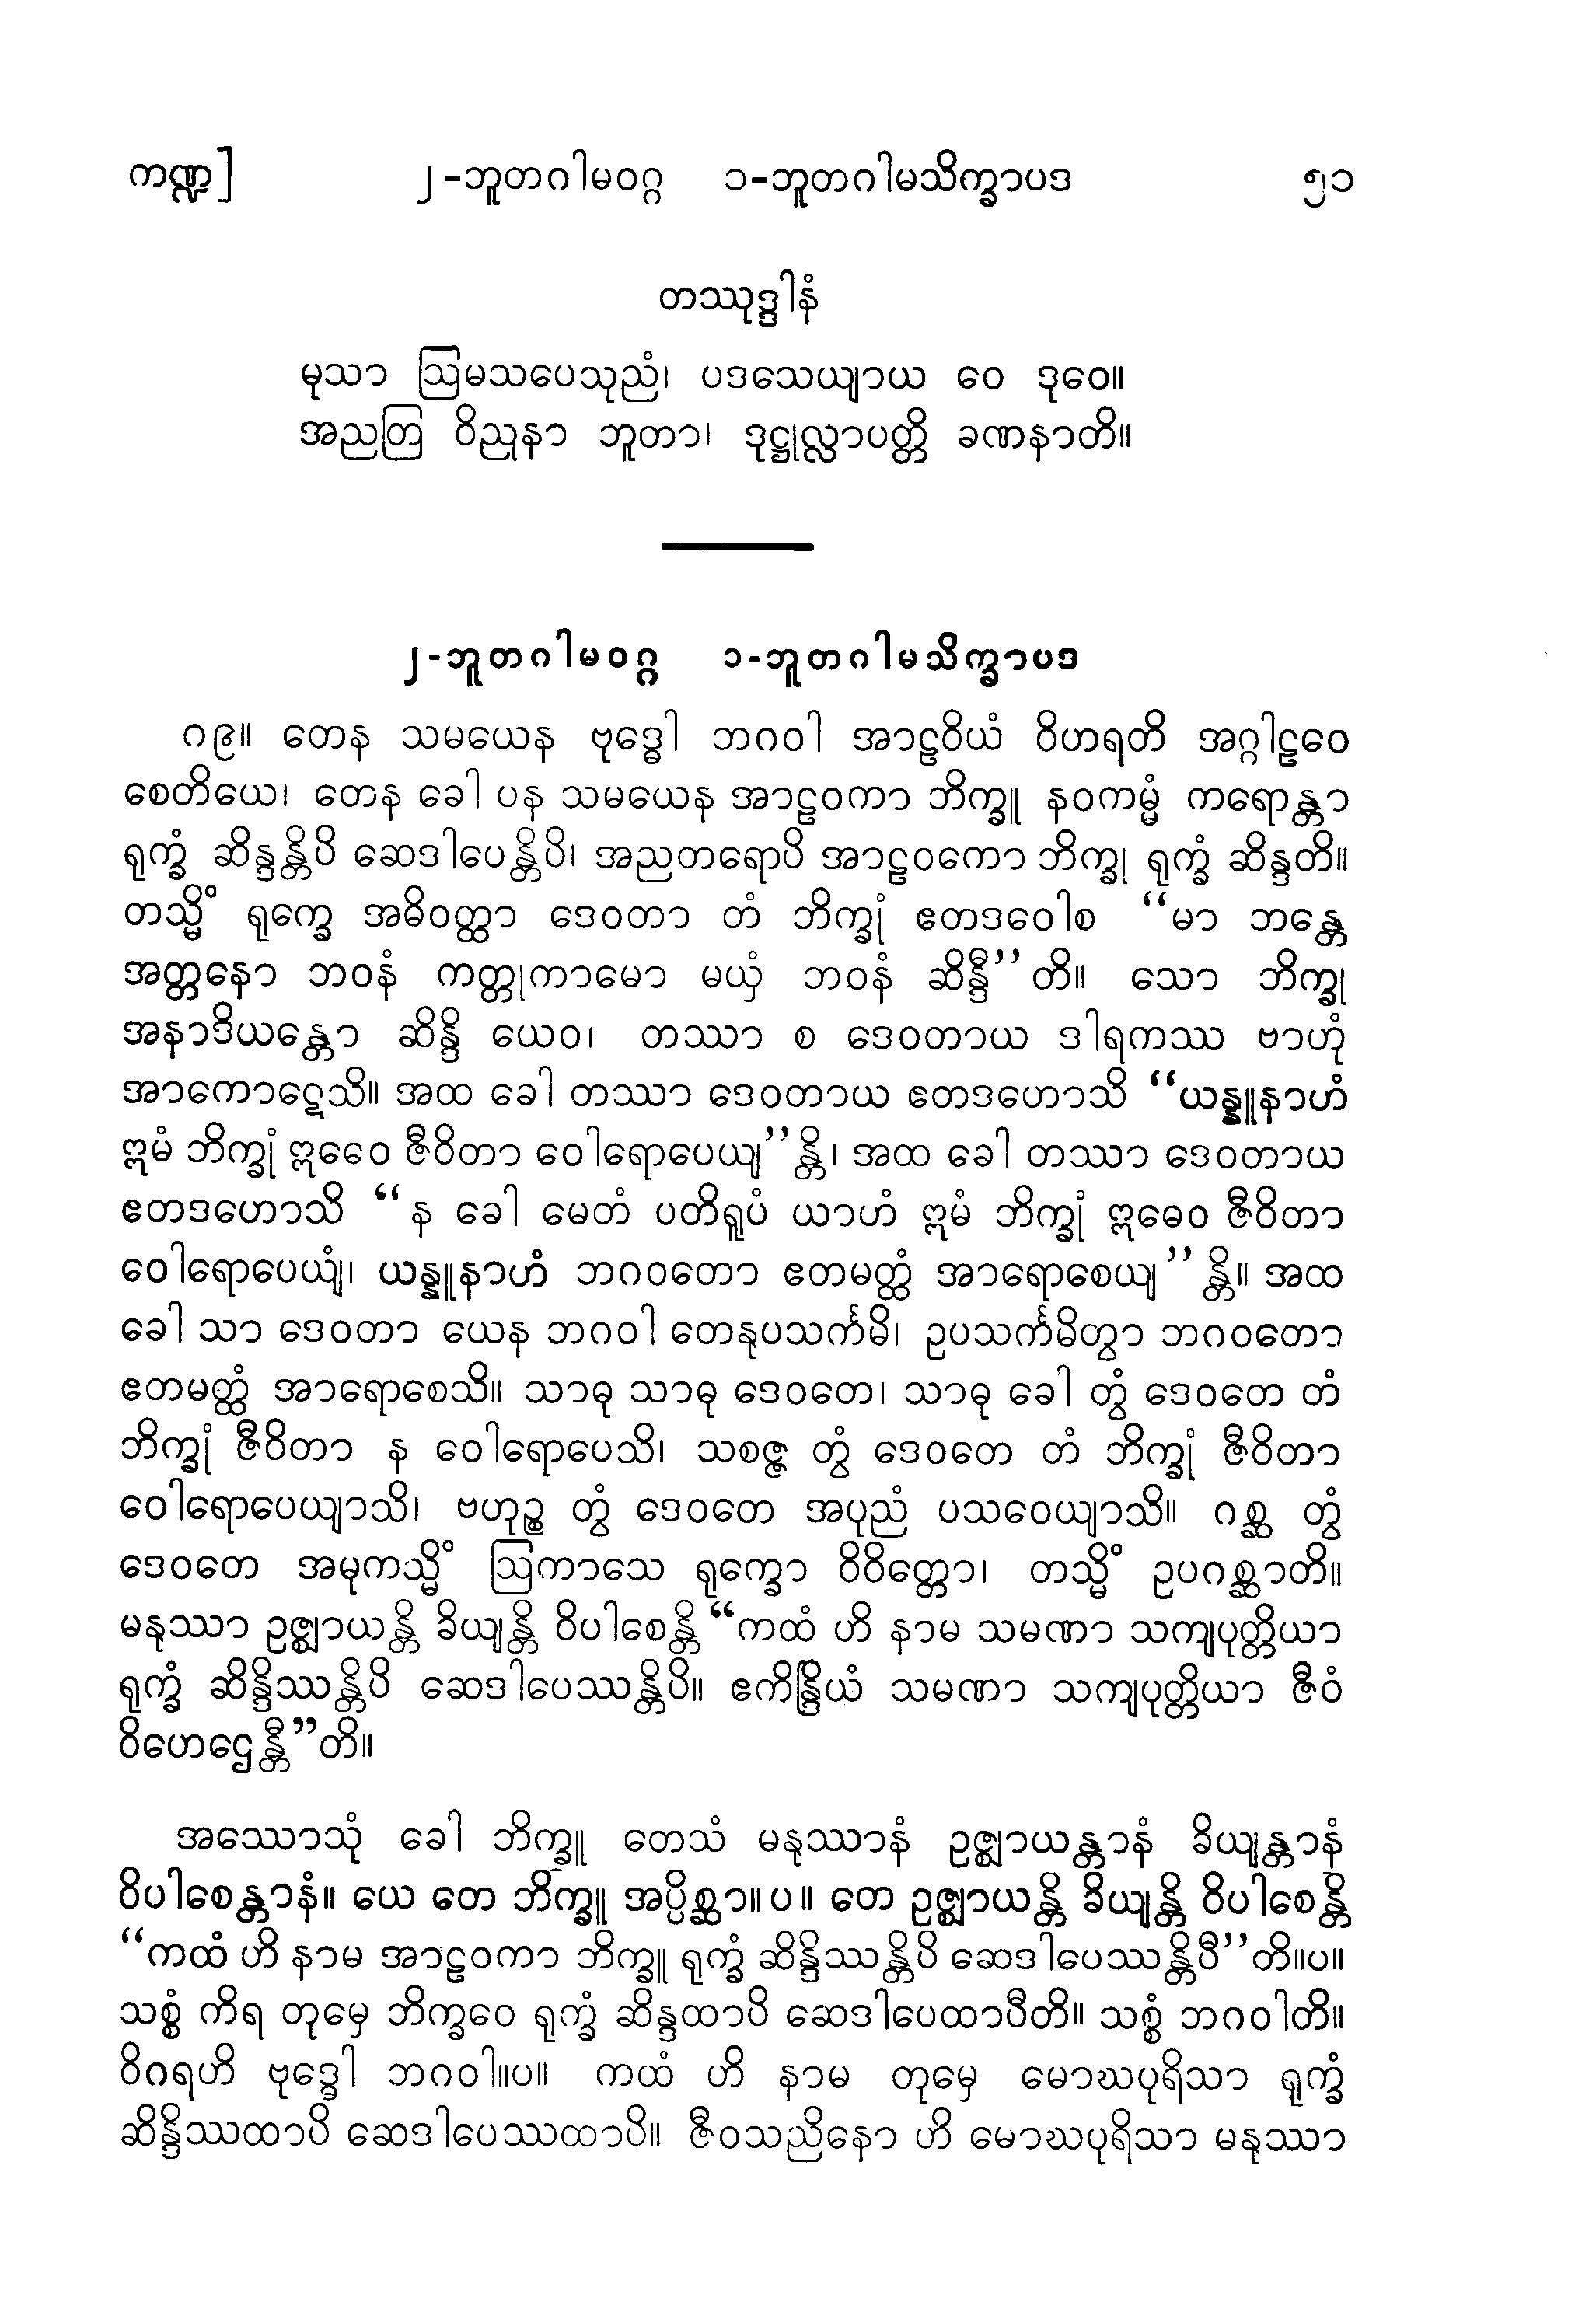 ကဏ္ဍ] ၂-ဘူတဂါမဝဂ္ဂ ၁-ဘူတဂါမသိက္ခာပဒ ၅၁
တဿုဒ္ဒါနံ
မုသာ ဩမသပေသုညံ၊ ပဒသေယျာယ ဝေ ဒုဝေ။
အညတြ ဝိညုနာ ဘူတာ၊ ဒုဋ္ဌုလ္လာပတ္တိ ခဏနာတိ။
၂-ဘူတဂါမဝဂ္ဂ ၁-ဘူတဂါမသိက္ခာပဒ
၈၉။ တေန သမယေန ဗုဒ္ဓေါ ဘဂဝါ အာဠဝိယံ ဝိဟရတိ အဂ္ဂါဠဝေ
စေတိယေ၊ တေန ခေါ ပန သမယေန အာဠဝကာ ဘိက္ခူ နဝကမ္မံ ကရောန္တာ
ရုက္ခံ ဆိန္ဒန္တိပိ ဆေဒါပေန္တိပိ၊ အညတရောပိ အာဠဝကော ဘိက္ခု ရုက္ခံ ဆိန္ဒတိ။
တသ္မိံ ရုက္ခေ အဓိဝတ္ထာ ဒေဝတာ တံ ဘိက္ခုံ ဧတဒဝေါစ “မာ ဘန္တေ
အတ္တနော ဘဝနံ ကတ္တုကာမော မယှံ ဘဝနံ ဆိန္ဒီ”တိ။ သော ဘိက္ခု
အနာဒိယန္တော ဆိန္ဒိ ယေဝ၊ တဿာ စ ဒေဝတာယ ဒါရကဿ ဗာဟုံ
အာကောဋေသိ။ အထ ခေါ တဿာ ဒေဝတာယ ဧတဒဟောသိ “ယန္နူနာဟံ
ဣမံ ဘိက္ခုံ ဣဓေဝ ဇီဝိတာ ဝေါရောပေယျ”န္တိ၊ အထ ခေါ တဿာ ဒေဝတာယ
ဧတဒဟောသိ “န ခေါ မေတံ ပတိရူပံ ယာဟံ ဣမံ ဘိက္ခုံ ဣဓေဝ ဇီဝိတာ
ဝေါရောပေယျံ၊ ယန္နူနာဟံ ဘဂဝတော ဧတမတ္ထံ အာရောစေယျ”န္တိ။ အထ
ခေါ သာ ဒေဝတာ ယေန ဘဂဝါ တေနုပသင်္ကမိ၊ ဥပသင်္ကမိတွာ ဘဂဝတော
ဧတမတ္ထံ အာရောစေသိ။ သာဓု သာဓု ဒေဝတေ၊ သာဓု ခေါ တွံ ဒေဝတေ တံ
ဘိက္ခုံ ဇီဝိတာ န ဝေါရောပေသိ၊ သစဇ္ဇ တွံ ဒေဝတေ တံ ဘိက္ခုံ ဇီဝိတာ
ဝေါရောပေယျာသိ၊ ဗဟုဉ္စ တွံ ဒေဝတေ အပုညံ ပသဝေယျာသိ။ ဂစ္ဆ တွံ
ဒေဝတေ အမုကသ္မိံ ဩကာသေ ရုက္ခော ဝိဝိတ္တော၊ တသ္မိံ ဥပဂစ္ဆာတိ။
မနုဿာ ဥဇ္ဈာယန္တိ ခိယျန္တိ ဝိပါစေန္တိ “ကထံ ဟိ နာမ သမဏာ သကျပုတ္တိယာ
ရုက္ခံ ဆိန္ဒိဿန္တိပိ ဆေဒါပေဿန္တိပိ။ ဧကိန္ဒြိယံ သမဏာ သကျပုတ္တိယာ ဇီဝံ
ဝိဟေဌေန္တီ”တိ။
အဿောသုံ ခေါ ဘိက္ခူ တေသံ မနုဿာနံ ဥဇ္ဈာယန္တာနံ ခိယျန္တာနံ
ဝိပါစေန္တာနံ။ ယေ တေ ဘိက္ခူ အပ္ပိစ္ဆာ။ပ။ တေ ဥဇ္ဈာယန္တိ ခိယျန္တိ ဝိပါစေန္တိ
“ကထံ ဟိ နာမ အာဠဝကာ ဘိက္ခူ ရုက္ခံ ဆိန္ဒိဿန္တိပိ ဆေဒါပေဿန္တိပီ”တိ။ပ။
သစ္စံ ကိရ တုမှေ ဘိက္ခဝေ ရုက္ခံ ဆိန္ဒထာပိ ဆေဒါပေထာပီတိ။ သစ္စံ ဘဂဝါတိ။
ဝိဂရဟိ ဗုဒ္ဓေါ ဘဂဝါ။ပ။ ကထံ ဟိ နာမ တုမှေ မောဃပုရိသာ ရုက္ခံ
ဆိန္ဒိဿထာပိ ဆေဒါပေဿထာပိ။ ဇီဝသညိနော ဟိ မောဃပုရိသာ မနုဿာ